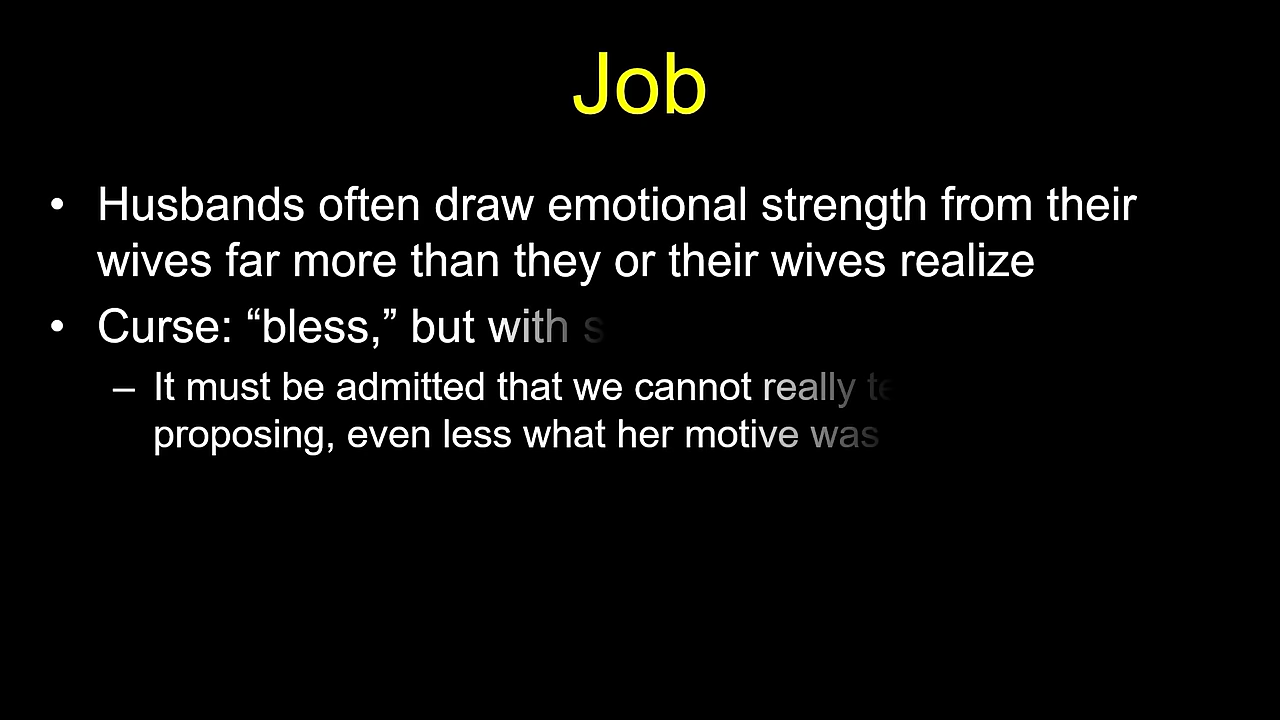 Job
• Husbands often draw emotional strength from their
wives far more than they or their wives realize
• Curse: “bless,” but with
– It must be admitted that we cannot really
proposing, even less what her motive was